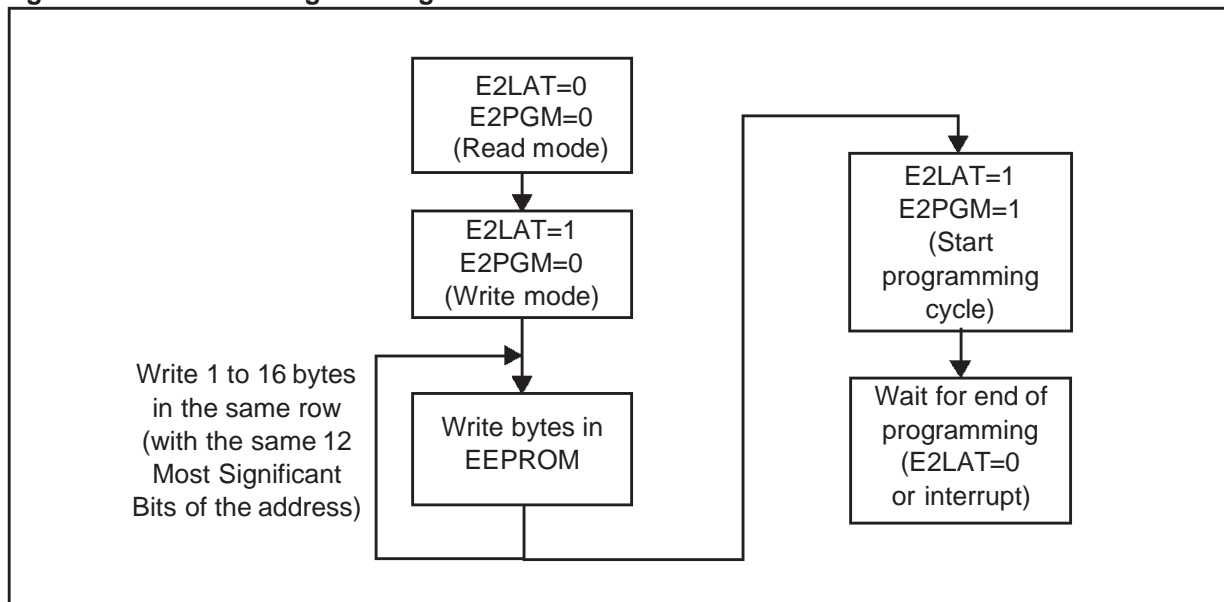 E2LAT=0
E2PGM=0
(Read mode)
E2LAT=1
E2PGM=0
(Write mode)
Write 1 to 16 bytes
in the same row
(with the same 12
Most Significant
Bits of the address)
Write bytes in
EEPROM
E2LAT=1
E2PGM=1
(Start
programming
cycle)
Wait for end of
programming
(E2LAT=0
or interrupt)